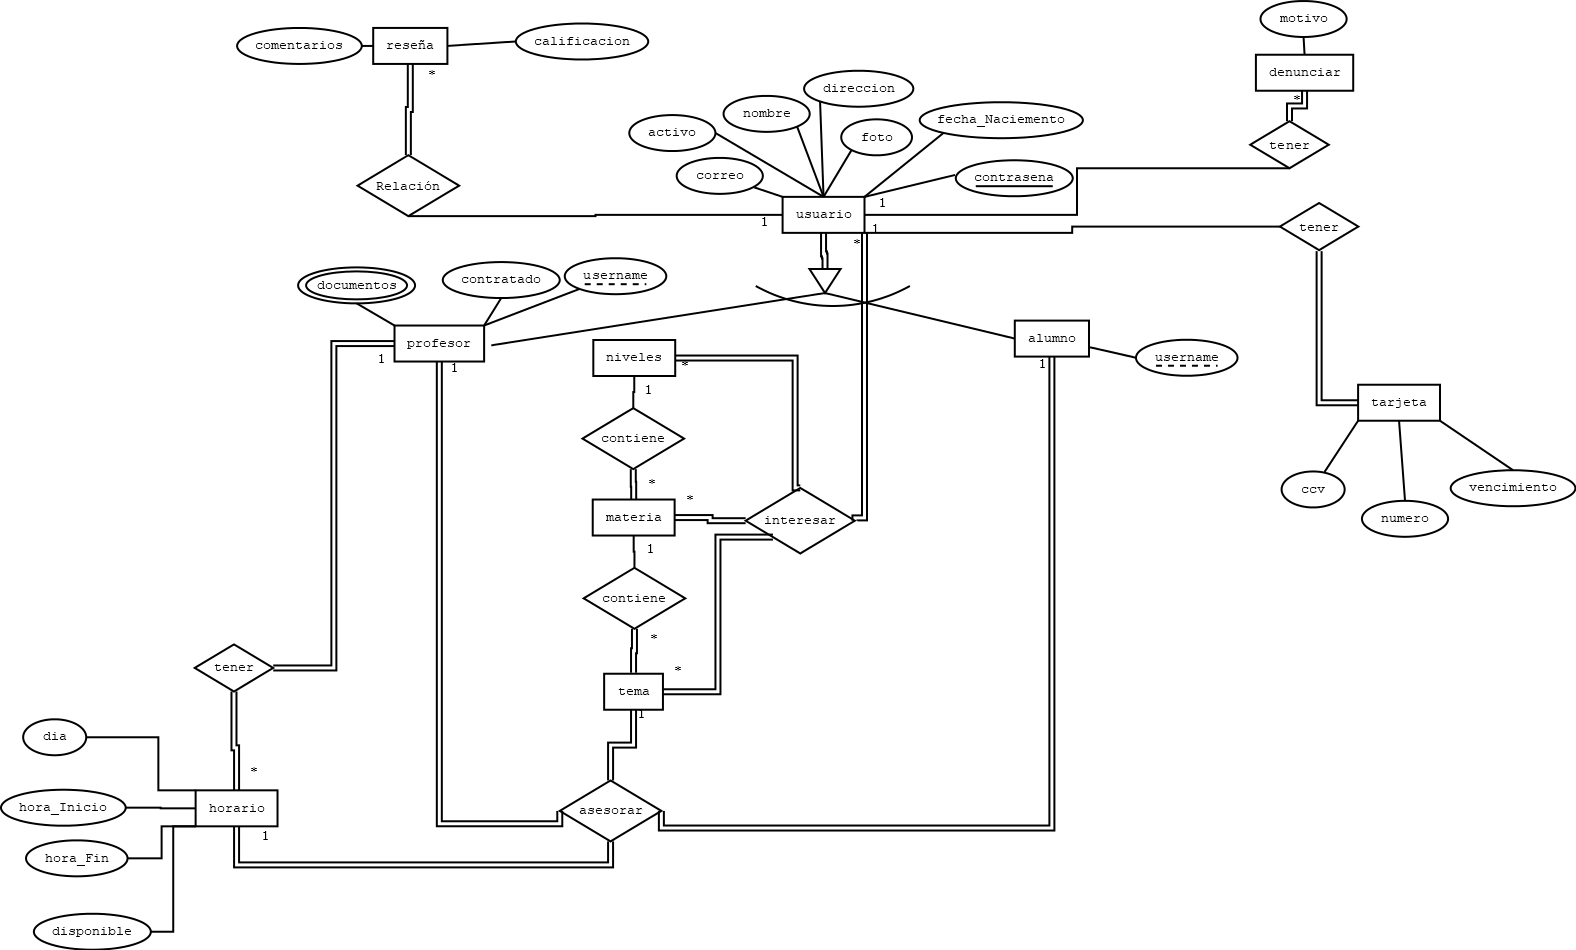 motivo
comentarios
reseña
calificacion
*
denunciar
*
direccion
nombre
foto
fecha_Naciemento
activo
correo
contrasena
tener
Relación
1
usuario
1
1
*
tener
documentos
contratado
username
profesor
1
1
niveles
*
alumno
1
username
1
tarjeta
contiene
*
ccv
numero
vencimiento
materia
*
interesar
1
contiene
*
tener
*
tema
1
dia
*
hora_Inicio
horario
1
asesorar
hora_Fin
disponible